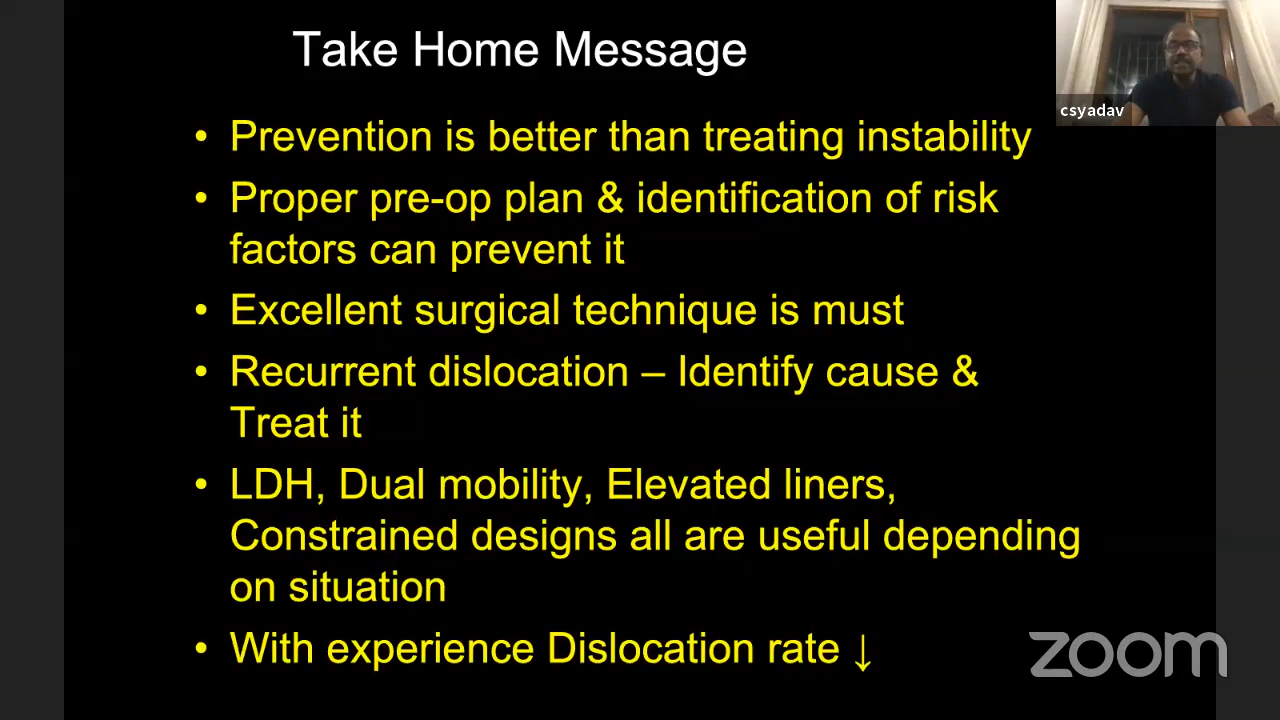 Take Home Message
csyadav
• Prevention is better than treating instability
• Proper pre-op plan & identification of risk
factors can prevent it
• Excellent surgical technique is must
• Recurrent dislocation – Identify cause &
Treat it
• LDH, Dual mobility, Elevated liners,
Constrained designs all are useful depending
on situation
• With experience Dislocation rate ↓
zoom